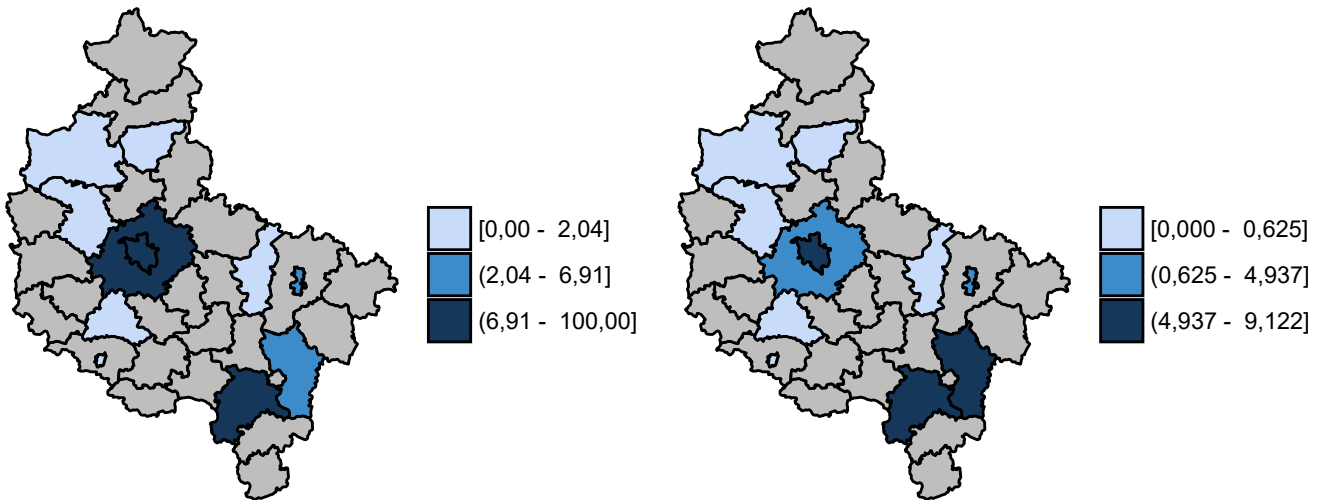 [0,00 - 2,04]
(2,04 - 6,91]
(6,91 - 100,00]
[0,000 - 0,625]
(0,625 - 4,937]
(4,937 - 9,122]